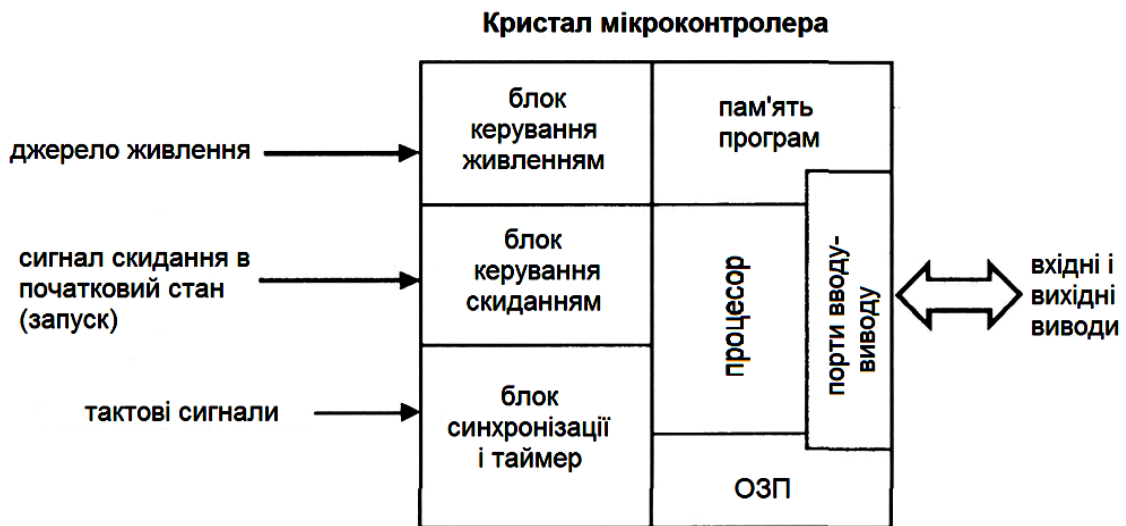 Кристал мікроконтролера
джерело живлення
блок
керування
живленням
пам'ять
програм
сигнал скидання в
початковий стан
(запуск)
блок
керування
скиданням
процесор
порти вводу-
виводу
вхідні і
вихідні
виводи
тактові сигнали
блок
синхронізації
і таймер
ОЗП